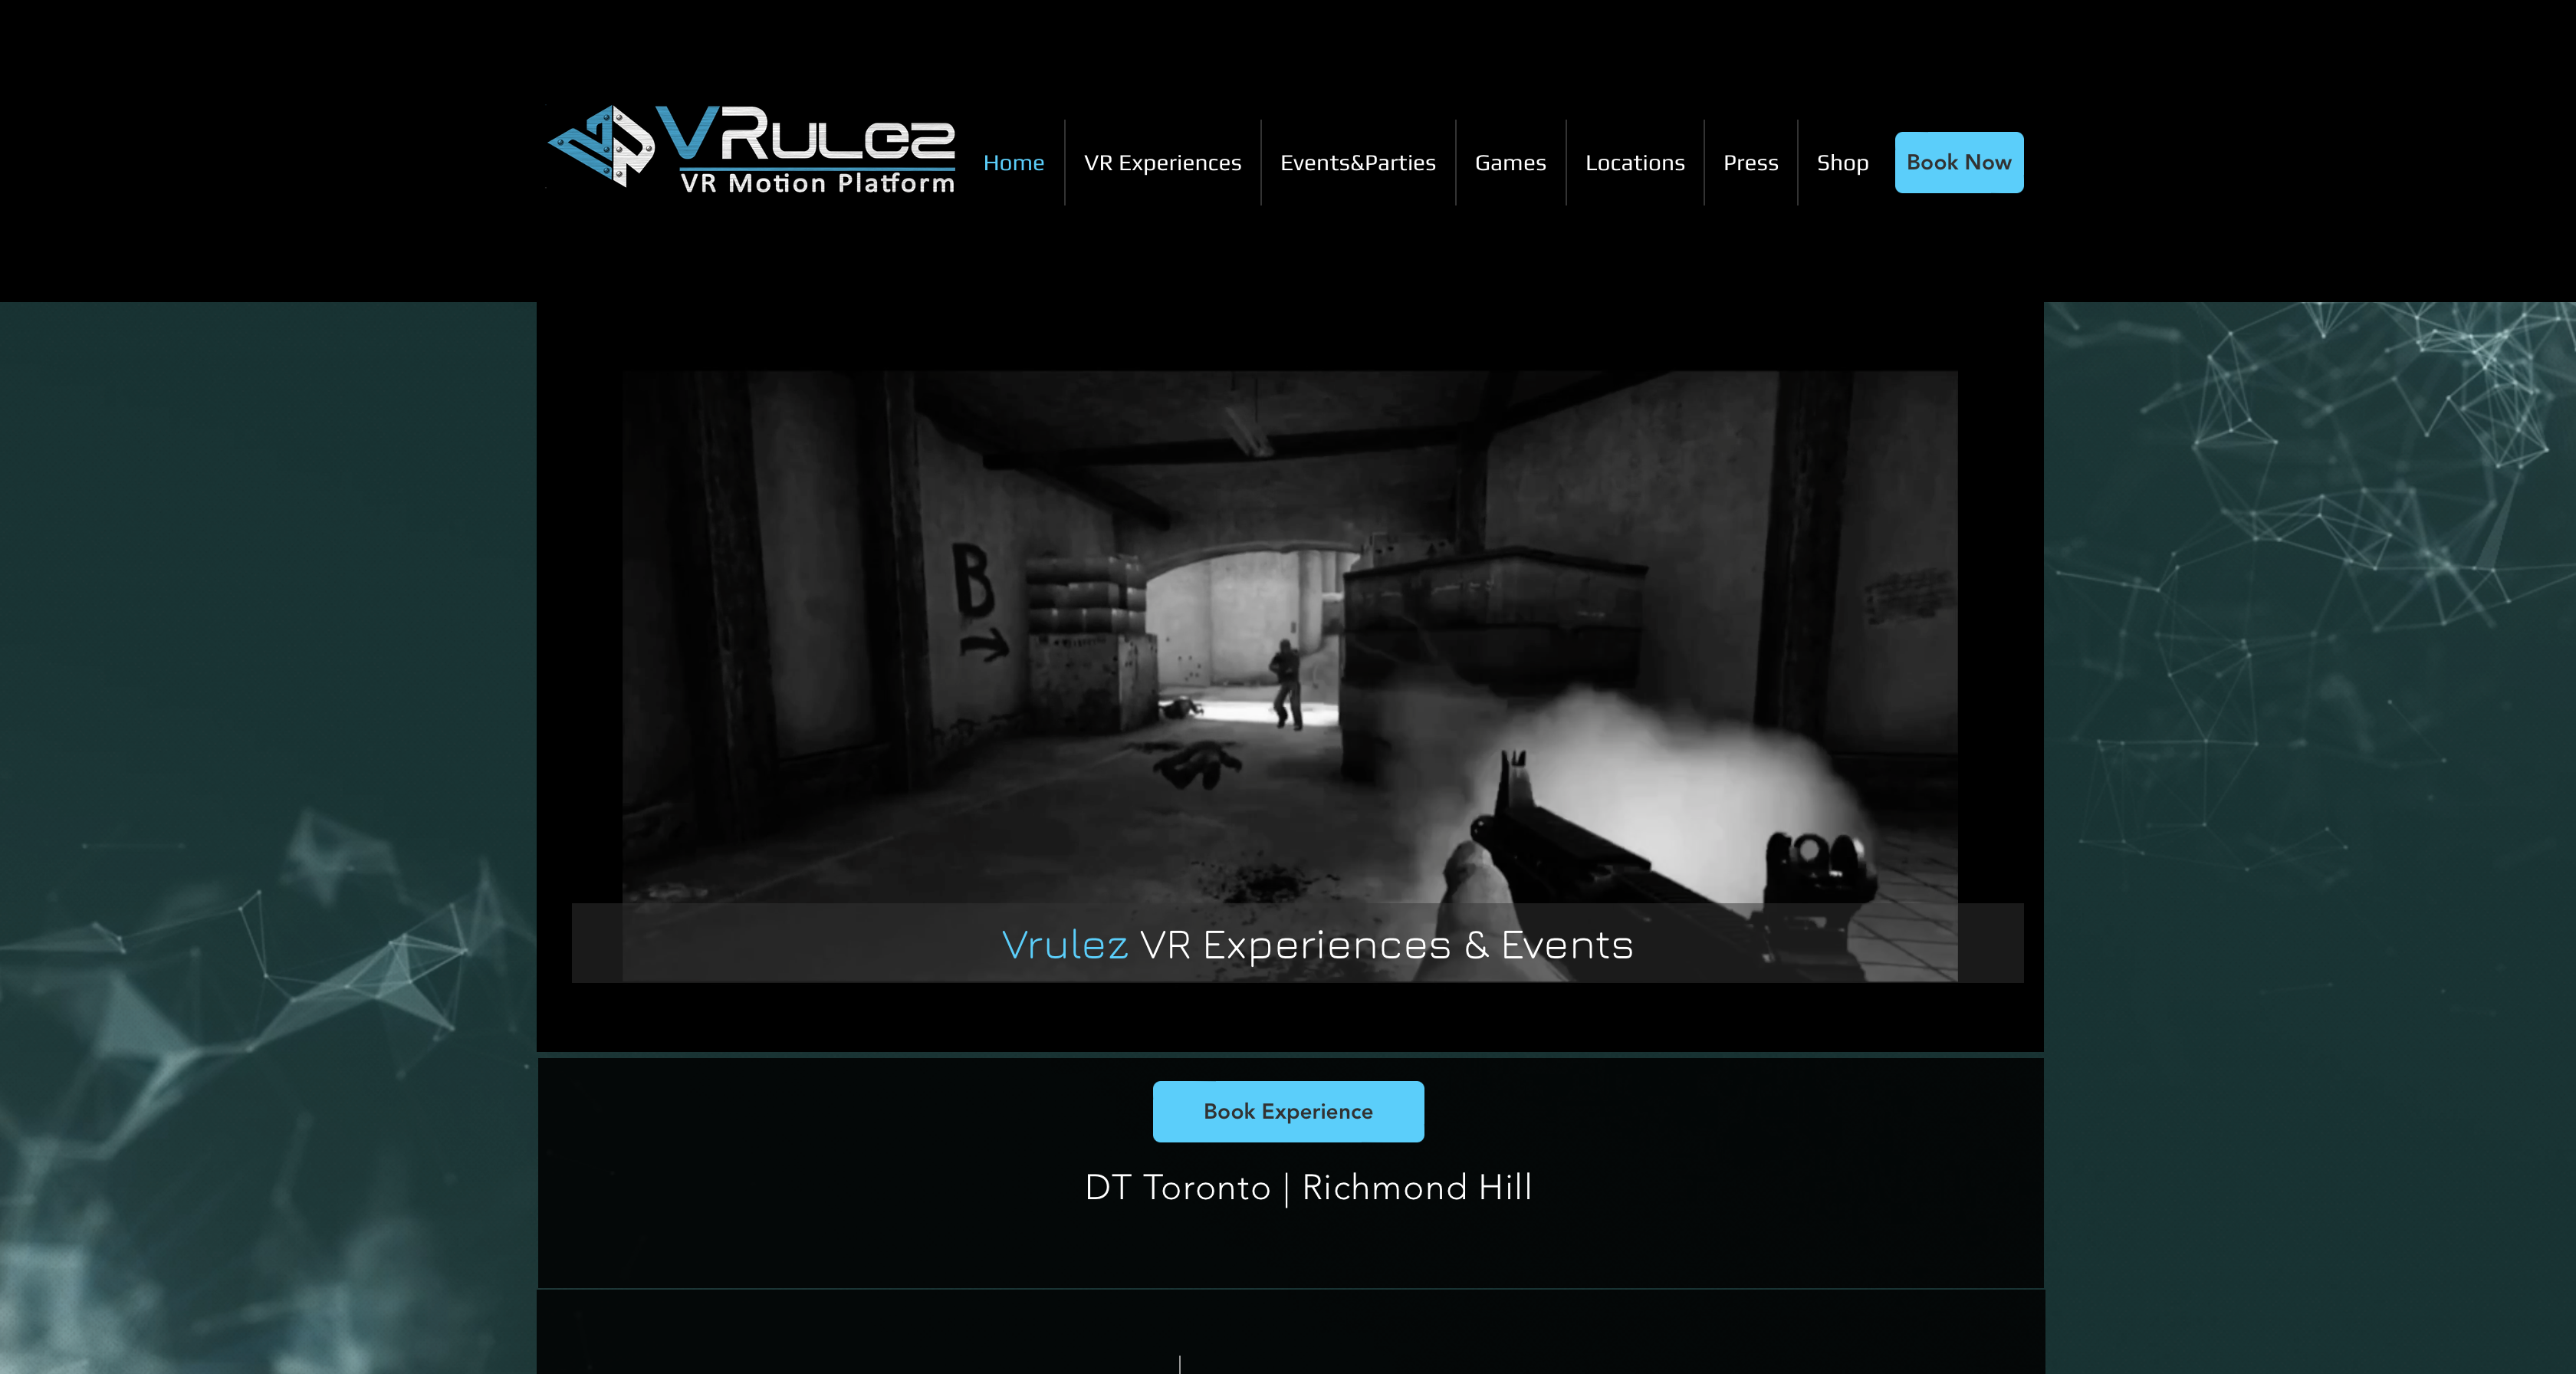 VRulez
VR Motion Platform
Home
VR Experiences
Events&Parties
Games
Locations
Press
Shop
Book Now
B
Vrulez VR Experiences & Events
Book Experience
DT Toronto | Richmond Hill